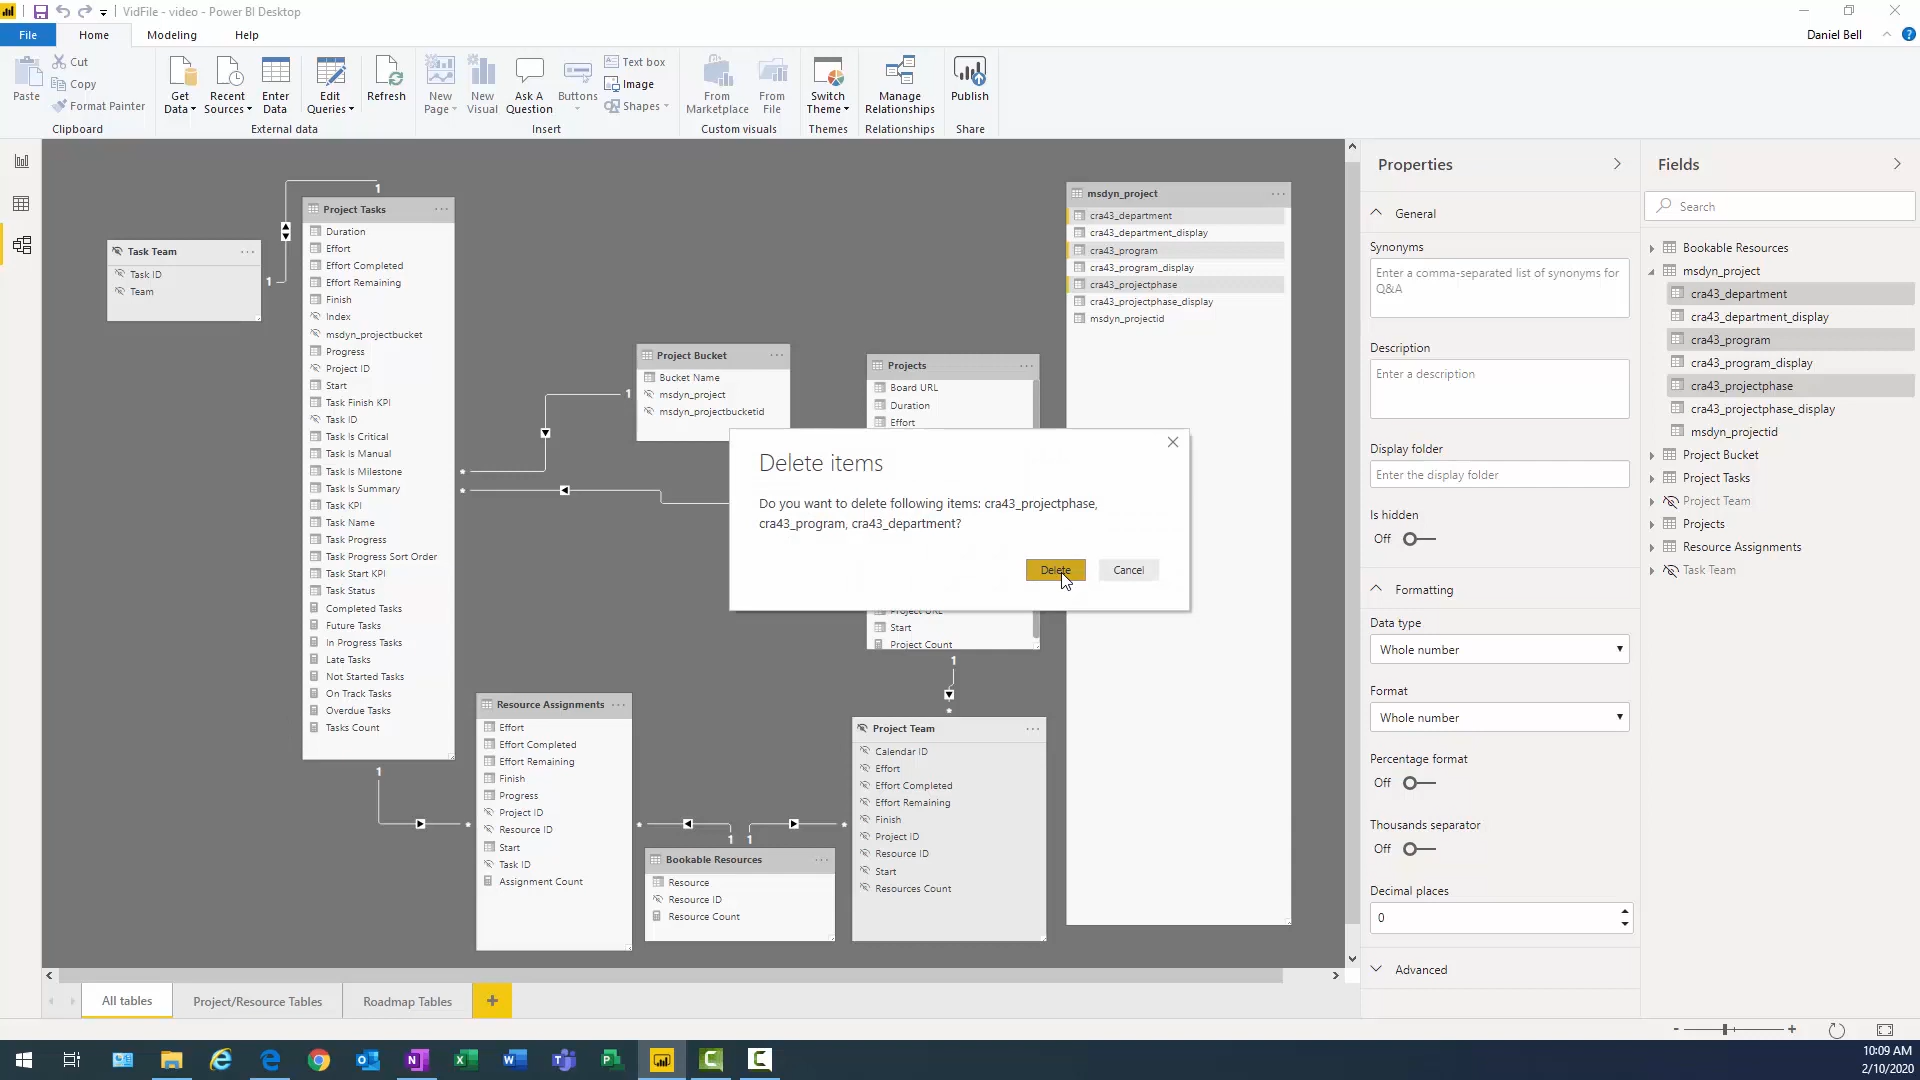 VidFile - video - Power BI Desktop
File
Home
Modeling
Help
Daniel Bell
Paste
Cut
Copy
Format Painter
Clipboard
Get Data
Recent Sources
Enter Data
Edit Queries
External data
Refresh
New Page
New Visual
Ask A Question
Buttons
Text box
Image
Shapes
Insert
From Marketplace
From File
Custom visuals
Switch Theme
Themes
Manage Relationships
Relationships
Publish
Share
Task Team
Task ID
Team
1
1
Project Tasks
Duration
Effort
Effort Completed
Effort Remaining
Finish
Index
msdyn_projectbucket
Progress
Project ID
Start
Task Finish KPI
Task ID
Task Is Critical
Task Is Manual
Task Is Milestone
Task Is Summary
Task KPI
Task Name
Task Progress
Task Progress Sort Order
Task Start KPI
Task Status
Completed Tasks
Future Tasks
In Progress Tasks
Late Tasks
Not Started Tasks
On Track Tasks
Overdue Tasks
Tasks Count
1
*
*
*
1
Project Bucket
Bucket Name
msdyn_project
msdyn_projectbucketid
Projects
Board URL
Duration
Effort
Project URL
Start
Project Count
1
*
msdyn_project
cra43_department
cra43_department_display
cra43_program
cra43_program_display
cra43_projectphase
cra43_projectphase_display
msdyn_projectid
Delete items
Do you want to delete following items: cra43_projectphase,
cra43_program, cra43_department?
Delete
Cancel
Resource Assignments
Effort
Effort Completed
Effort Remaining
Finish
Progress
Project ID
Resource ID
Start
Task ID
Assignment Count
*
1
1
*
Bookable Resources
Resource
Resource ID
Resource Count
Project Team
Calendar ID
Effort
Effort Completed
Effort Remaining
Finish
Project ID
Resource ID
Start
Resources Count
All tables
Project/Resource Tables
Roadmap Tables
+
Properties
General
Synonyms
Enter a comma-separated list of synonyms for
Q&A
Description
Enter a description
Display folder
Enter the display folder
Is hidden
Off
Formatting
Data type
Whole number
Format
Whole number
Percentage format
Off
Thousands separator
Off
Decimal places
0
Advanced
Fields
Search
Bookable Resources
msdyn_project
cra43_department
cra43_department_display
cra43_program
cra43_program_display
cra43_projectphase
cra43_projectphase_display
msdyn_projectid
Project Bucket
Project Tasks
Project Team
Projects
Resource Assignments
Task Team
- +
10:09 AM
2/10/2020